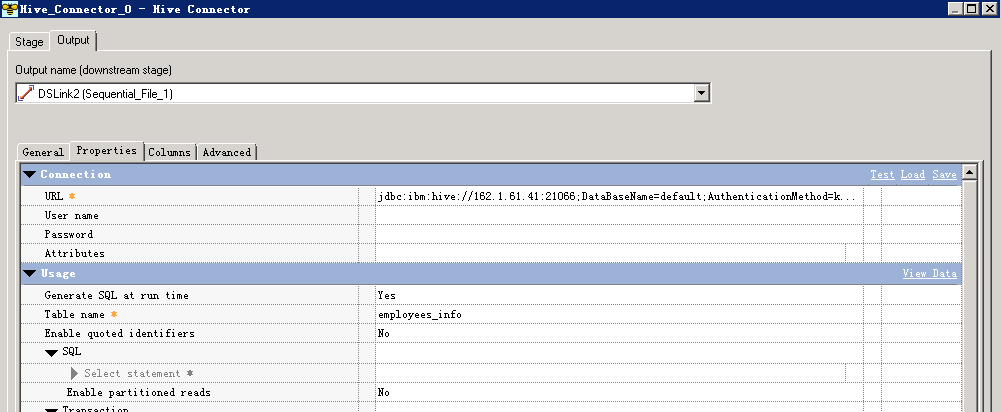 Hive_Connector_0 - Hive Connector
Stage Output
Output name (downstream stage)
DSLink2 (Sequential_File_1)
General Properties Columns Advanced
Connection Test Load Save
URL * jdbc:ibm:hive://162.1.61.41:21066;DataBaseName=default;AuthenticationMethod=k...
User name
Password
Attributes
Usage View Data
Generate SQL at run time Yes
Table name * employees_info
Enable quoted identifiers No
SQL
Select statement *
Enable partitioned reads No
Transaction